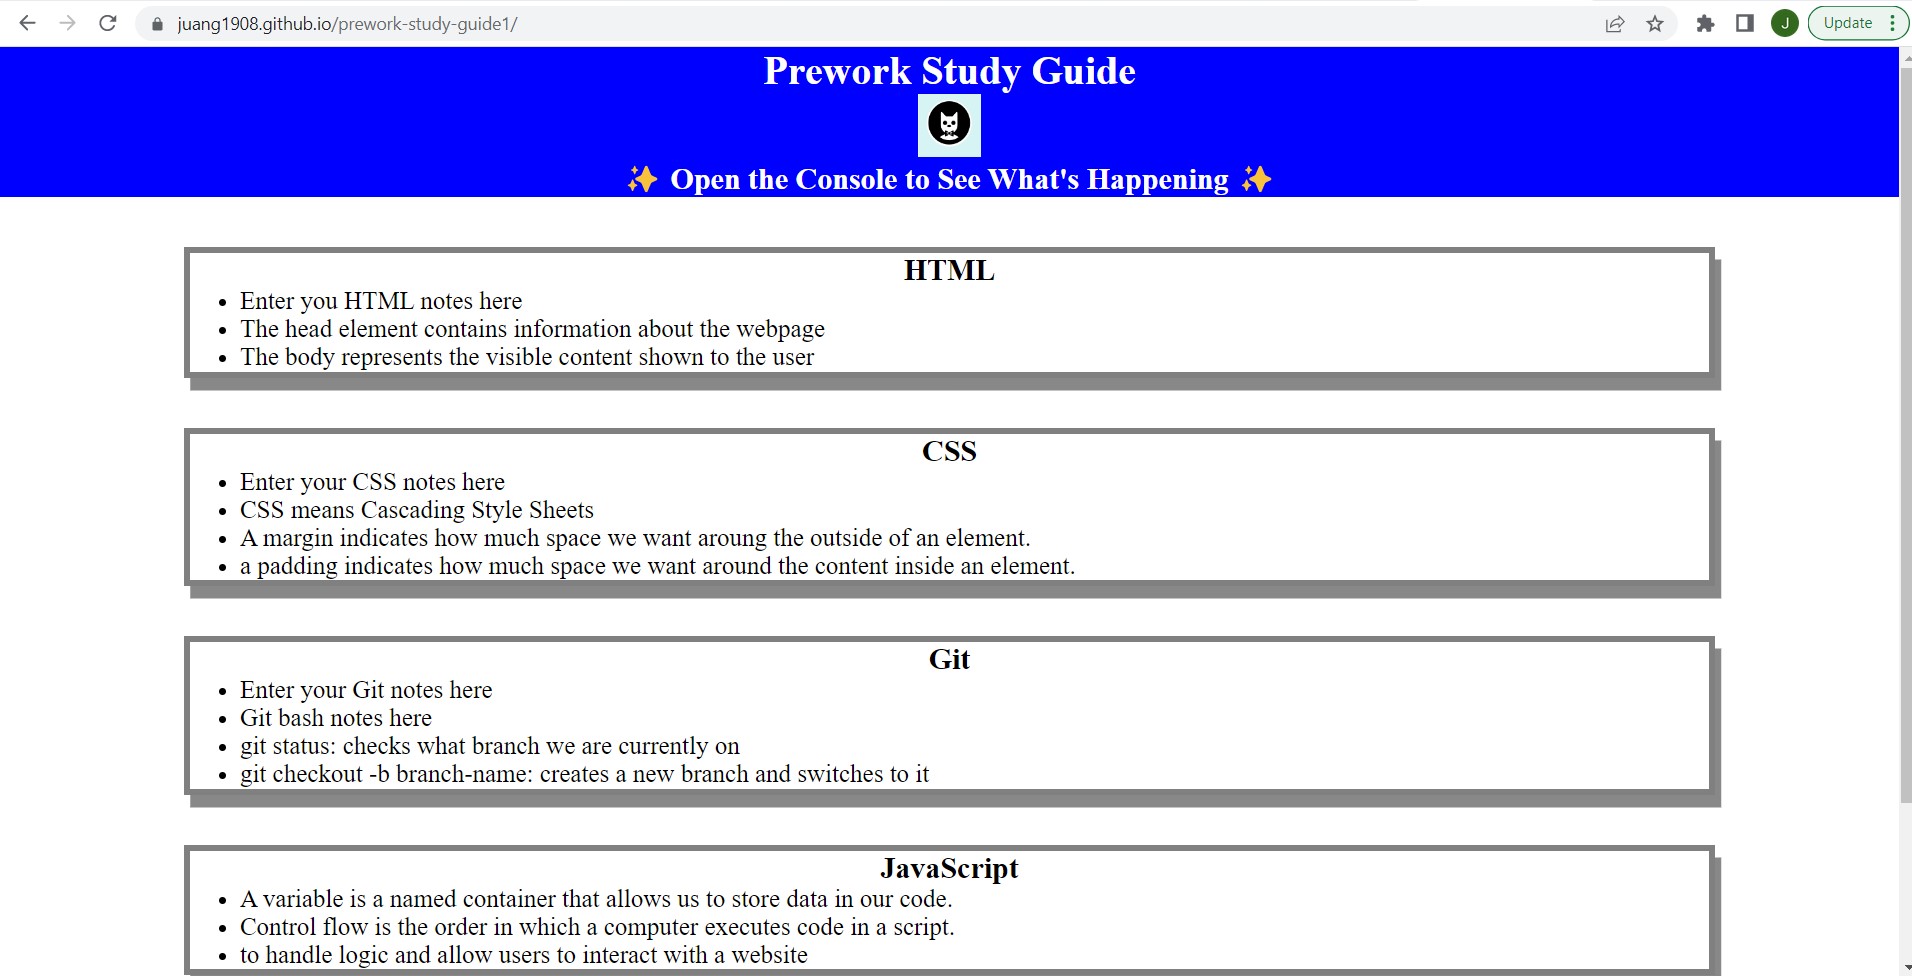 juang1908.github.io/prework-study-guide1/
J
Update
Prework Study Guide
✨ Open the Console to See What's Happening ✨
HTML
• Enter you HTML notes here
• The head element contains information about the webpage
• The body represents the visible content shown to the user
CSS
• Enter your CSS notes here
• CSS means Cascading Style Sheets
• A margin indicates how much space we want aroung the outside of an element.
• a padding indicates how much space we want around the content inside an element.
Git
• Enter your Git notes here
• Git bash notes here
• git status: checks what branch we are currently on
• git checkout -b branch-name: creates a new branch and switches to it
JavaScript
• A variable is a named container that allows us to store data in our code.
• Control flow is the order in which a computer executes code in a script.
• to handle logic and allow users to interact with a website